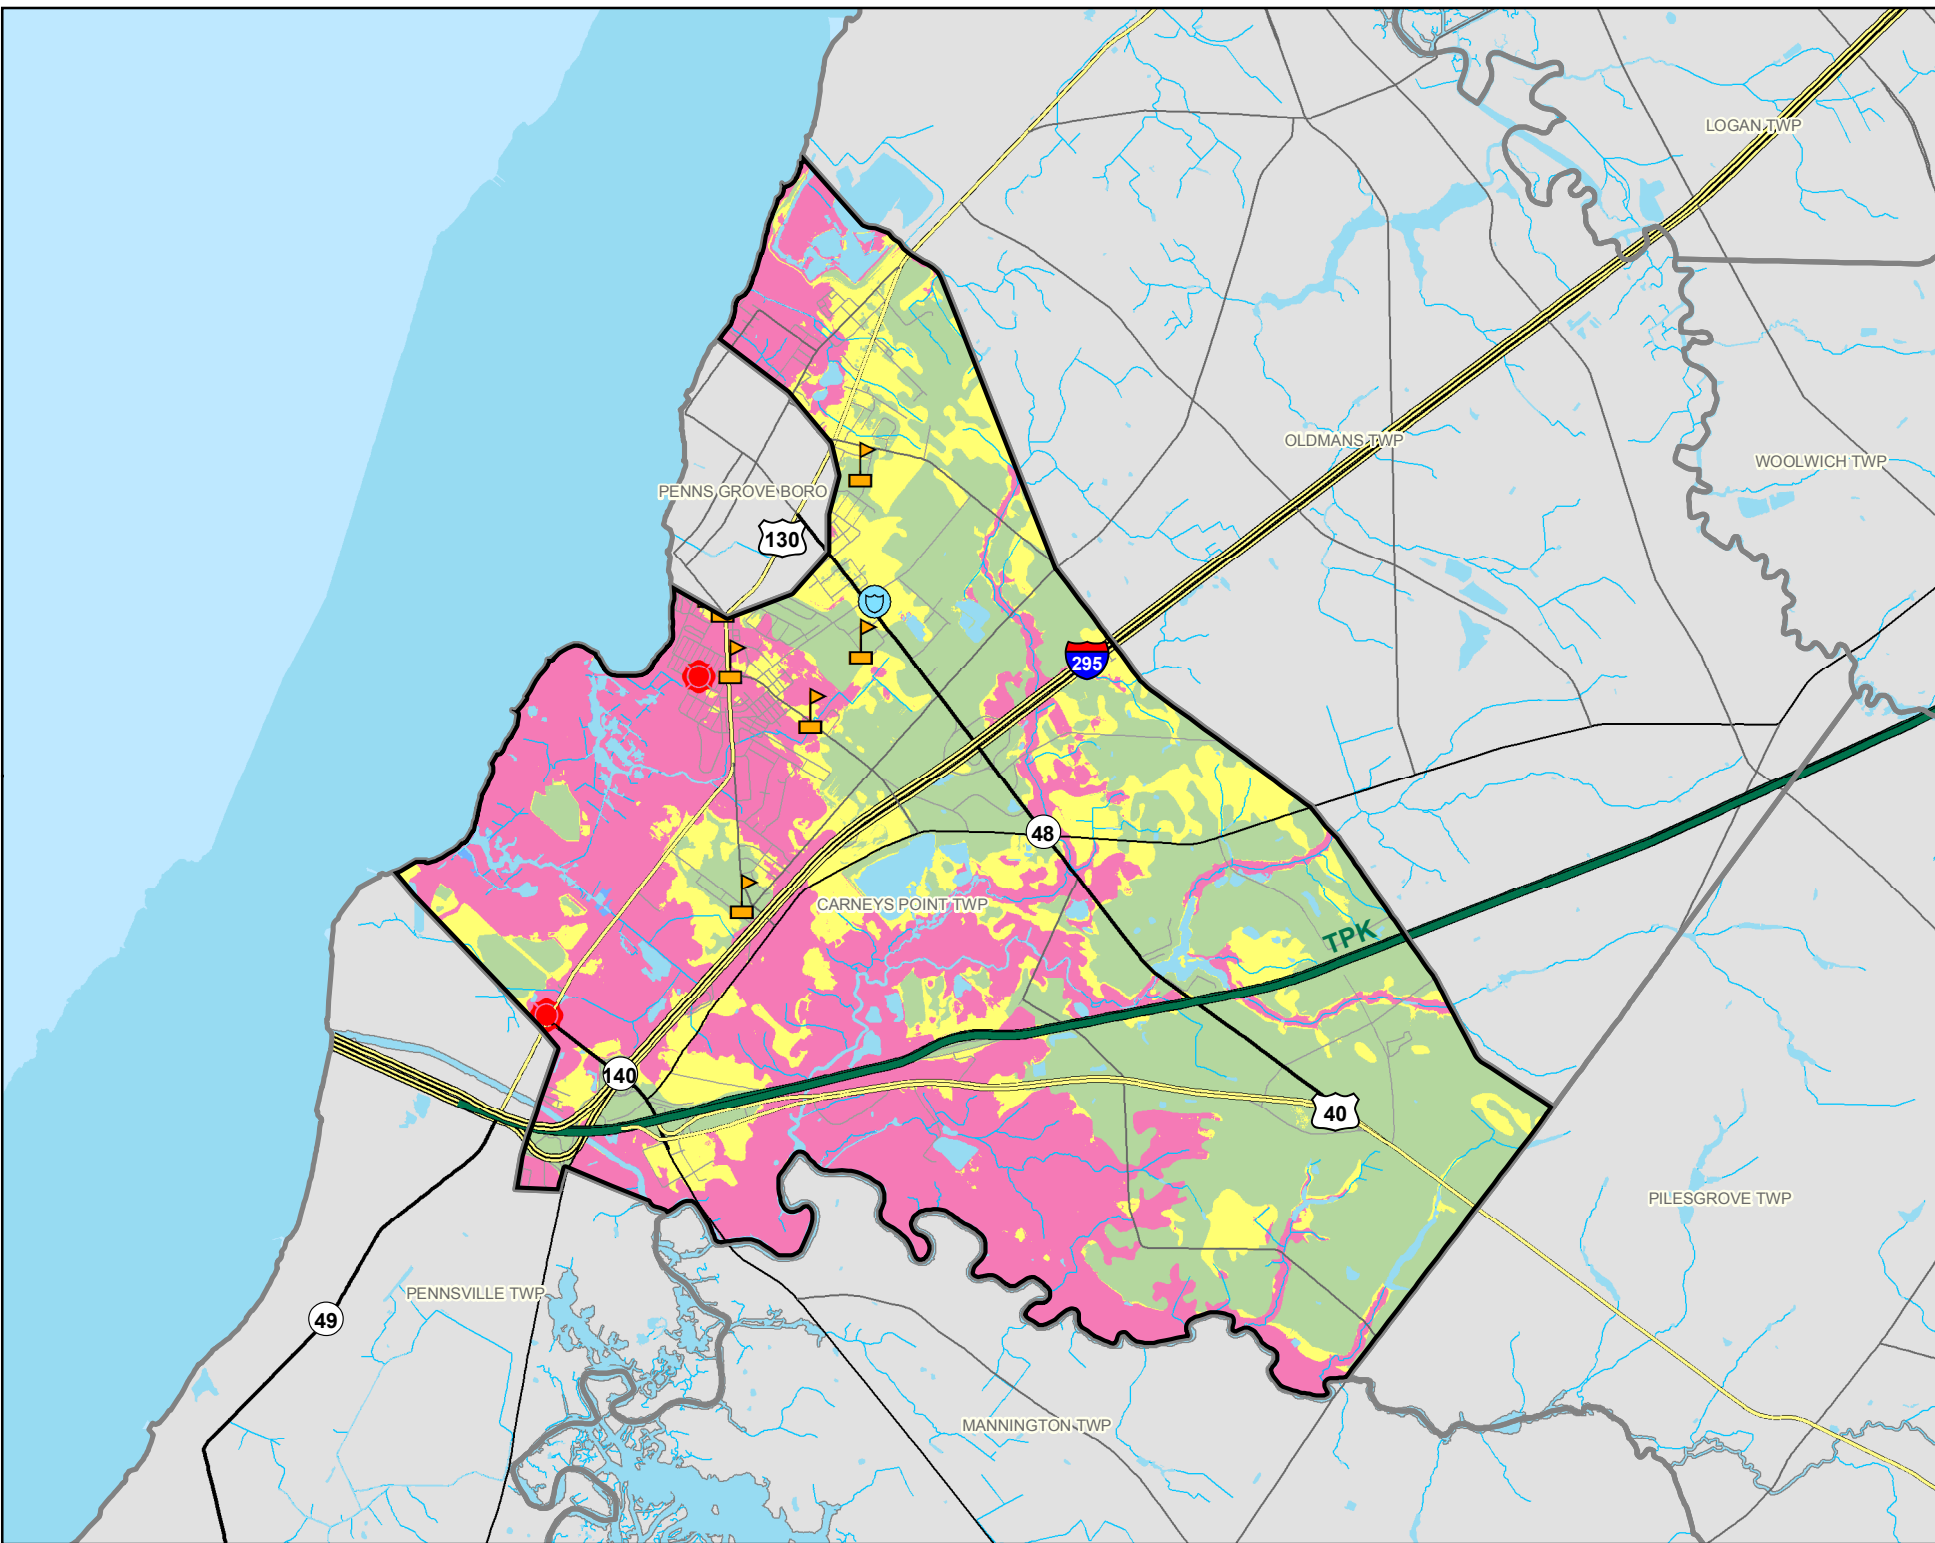 LOGAN TWP
OLDMANS TWP
WOOLWICH TWP
PENNS GROVE BORO
130
295
48
CARNEYS POINT TWP
TPK
140
40
PILESGROVE TWP
PENNSVILLE TWP
49
MANNINGTON TWP